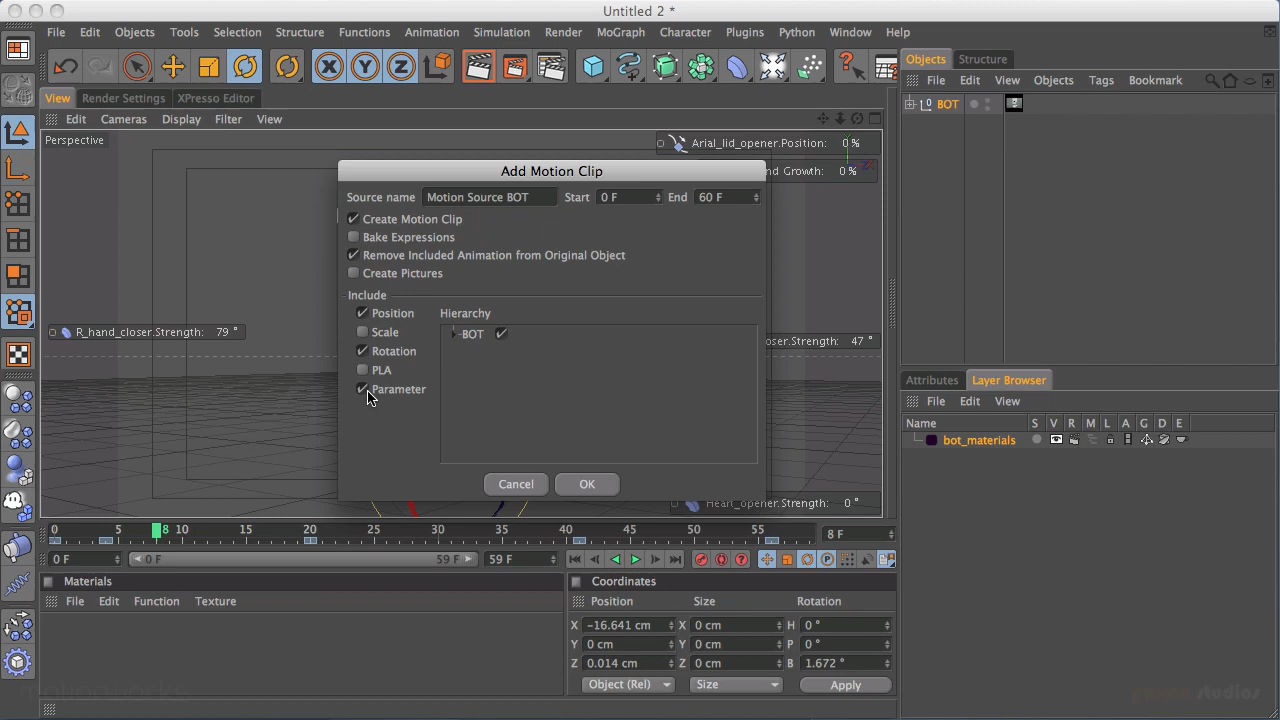 Untitled 2 *
File Edit Objects Tools Selection Structure Functions Animation Simulation Render MoGraph Character Plugins Python Window Help
X Y Z
Objects Structure
File Edit View Objects Tags Bookmark
0 BOT
View Render Settings XPresso Editor
Edit Cameras Display Filter View
Perspective
Arial_lid_opener.Position: 0 %
nd Growth: 0 %
R_hand_closer.Strength: 79 °
oser.Strength: 47 °
Heart_opener.Strength: 0 °
Add Motion Clip
Source name Motion Source BOT Start 0 F End 60 F
Create Motion Clip
Bake Expressions
Remove Included Animation from Original Object
Create Pictures
Include
Position
Scale
Rotation
PLA
Parameter
Hierarchy
BOT
Cancel OK
Attributes Layer Browser
File Edit View
Name S V R M L A G D E
bot_materials
0 5 8 10 15 20 25 30 35 40 45 50 55 8 F
0 F 0 F 59 F 59 F
Materials
File Edit Function Texture
Coordinates
Position Size Rotation
X -16.641 cm X 0 cm H 0 °
Y 0 cm Y 0 cm P 0 °
Z 0.014 cm Z 0 cm B 1.672 °
Object (Rel) Size Apply
motionworks
studios